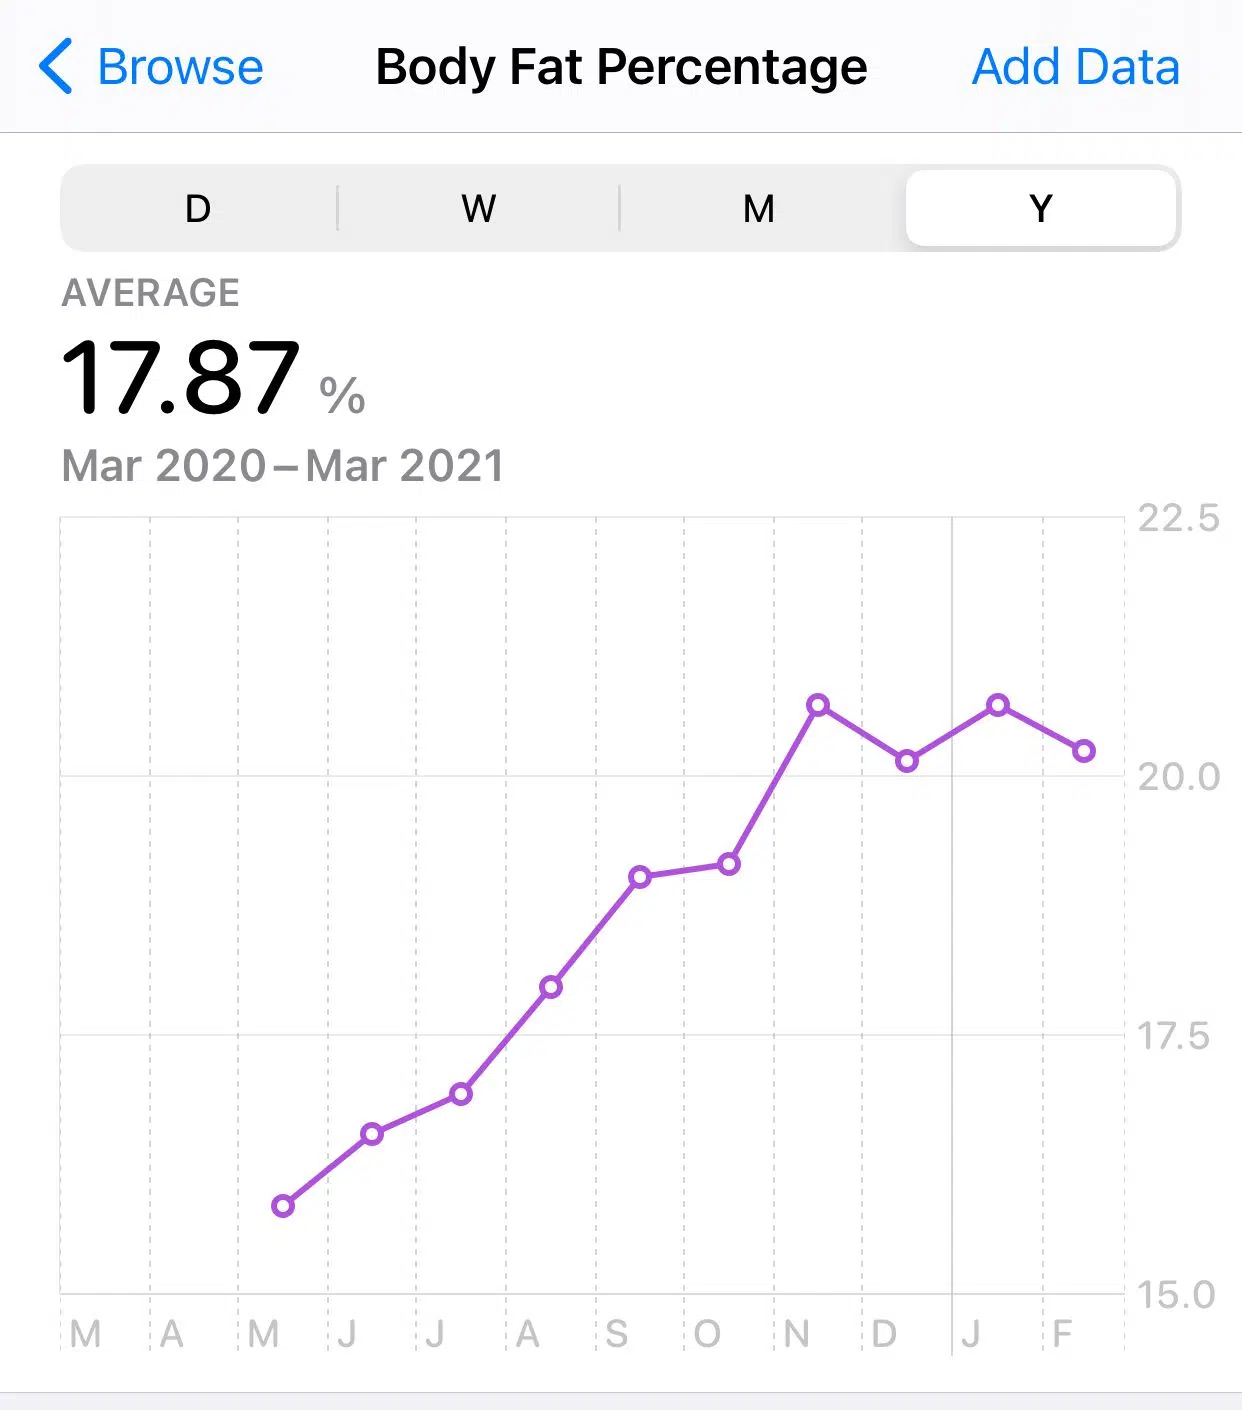 Browse Body Fat Percentage Add Data
D W M Y
AVERAGE
17.87 %
Mar 2020 – Mar 2021
22.5
20.0
17.5
15.0
M A M J J A S O N D J F